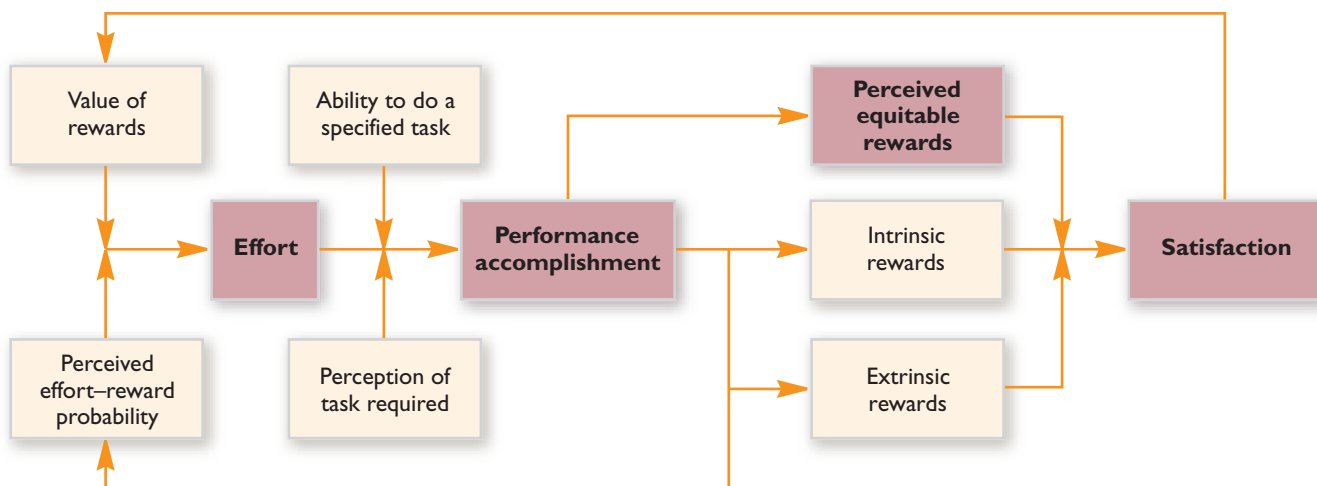 Value of
rewards
Ability to do a
specified task
Perceived
equitable
rewards
Effort
Performance
accomplishment
Intrinsic
rewards
Satisfaction
Perceived
effort–reward
probability
Perception of
task required
Extrinsic
rewards